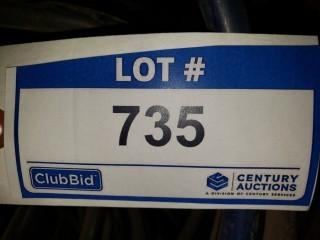 LOT #
735
ClubBid
CENTURY
AUCTIONS
A DIVISION OF CENTURY SERVICES